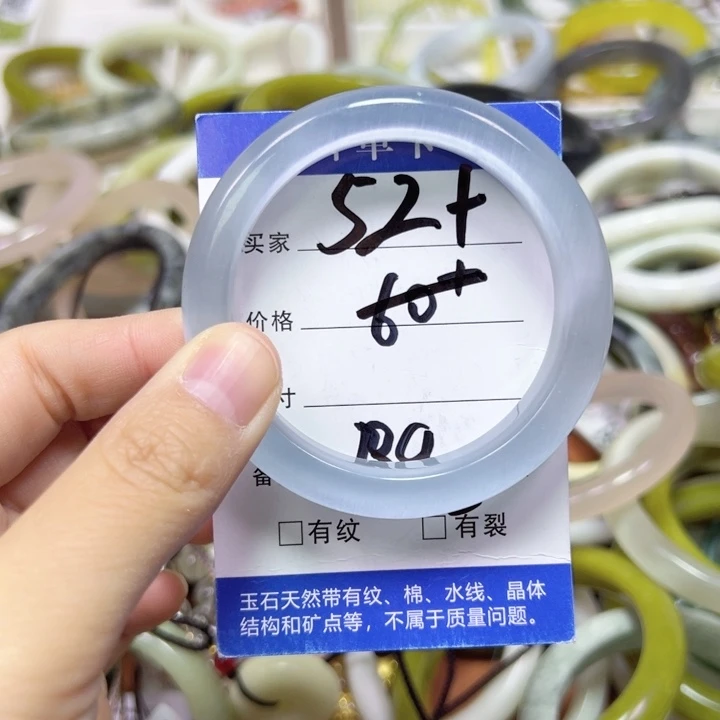 买家 52+
价格 60+
寸
备
□有纹 □有裂
玉石天然带有纹、棉、水线、晶体
结构和矿点等，不属于质量问题。